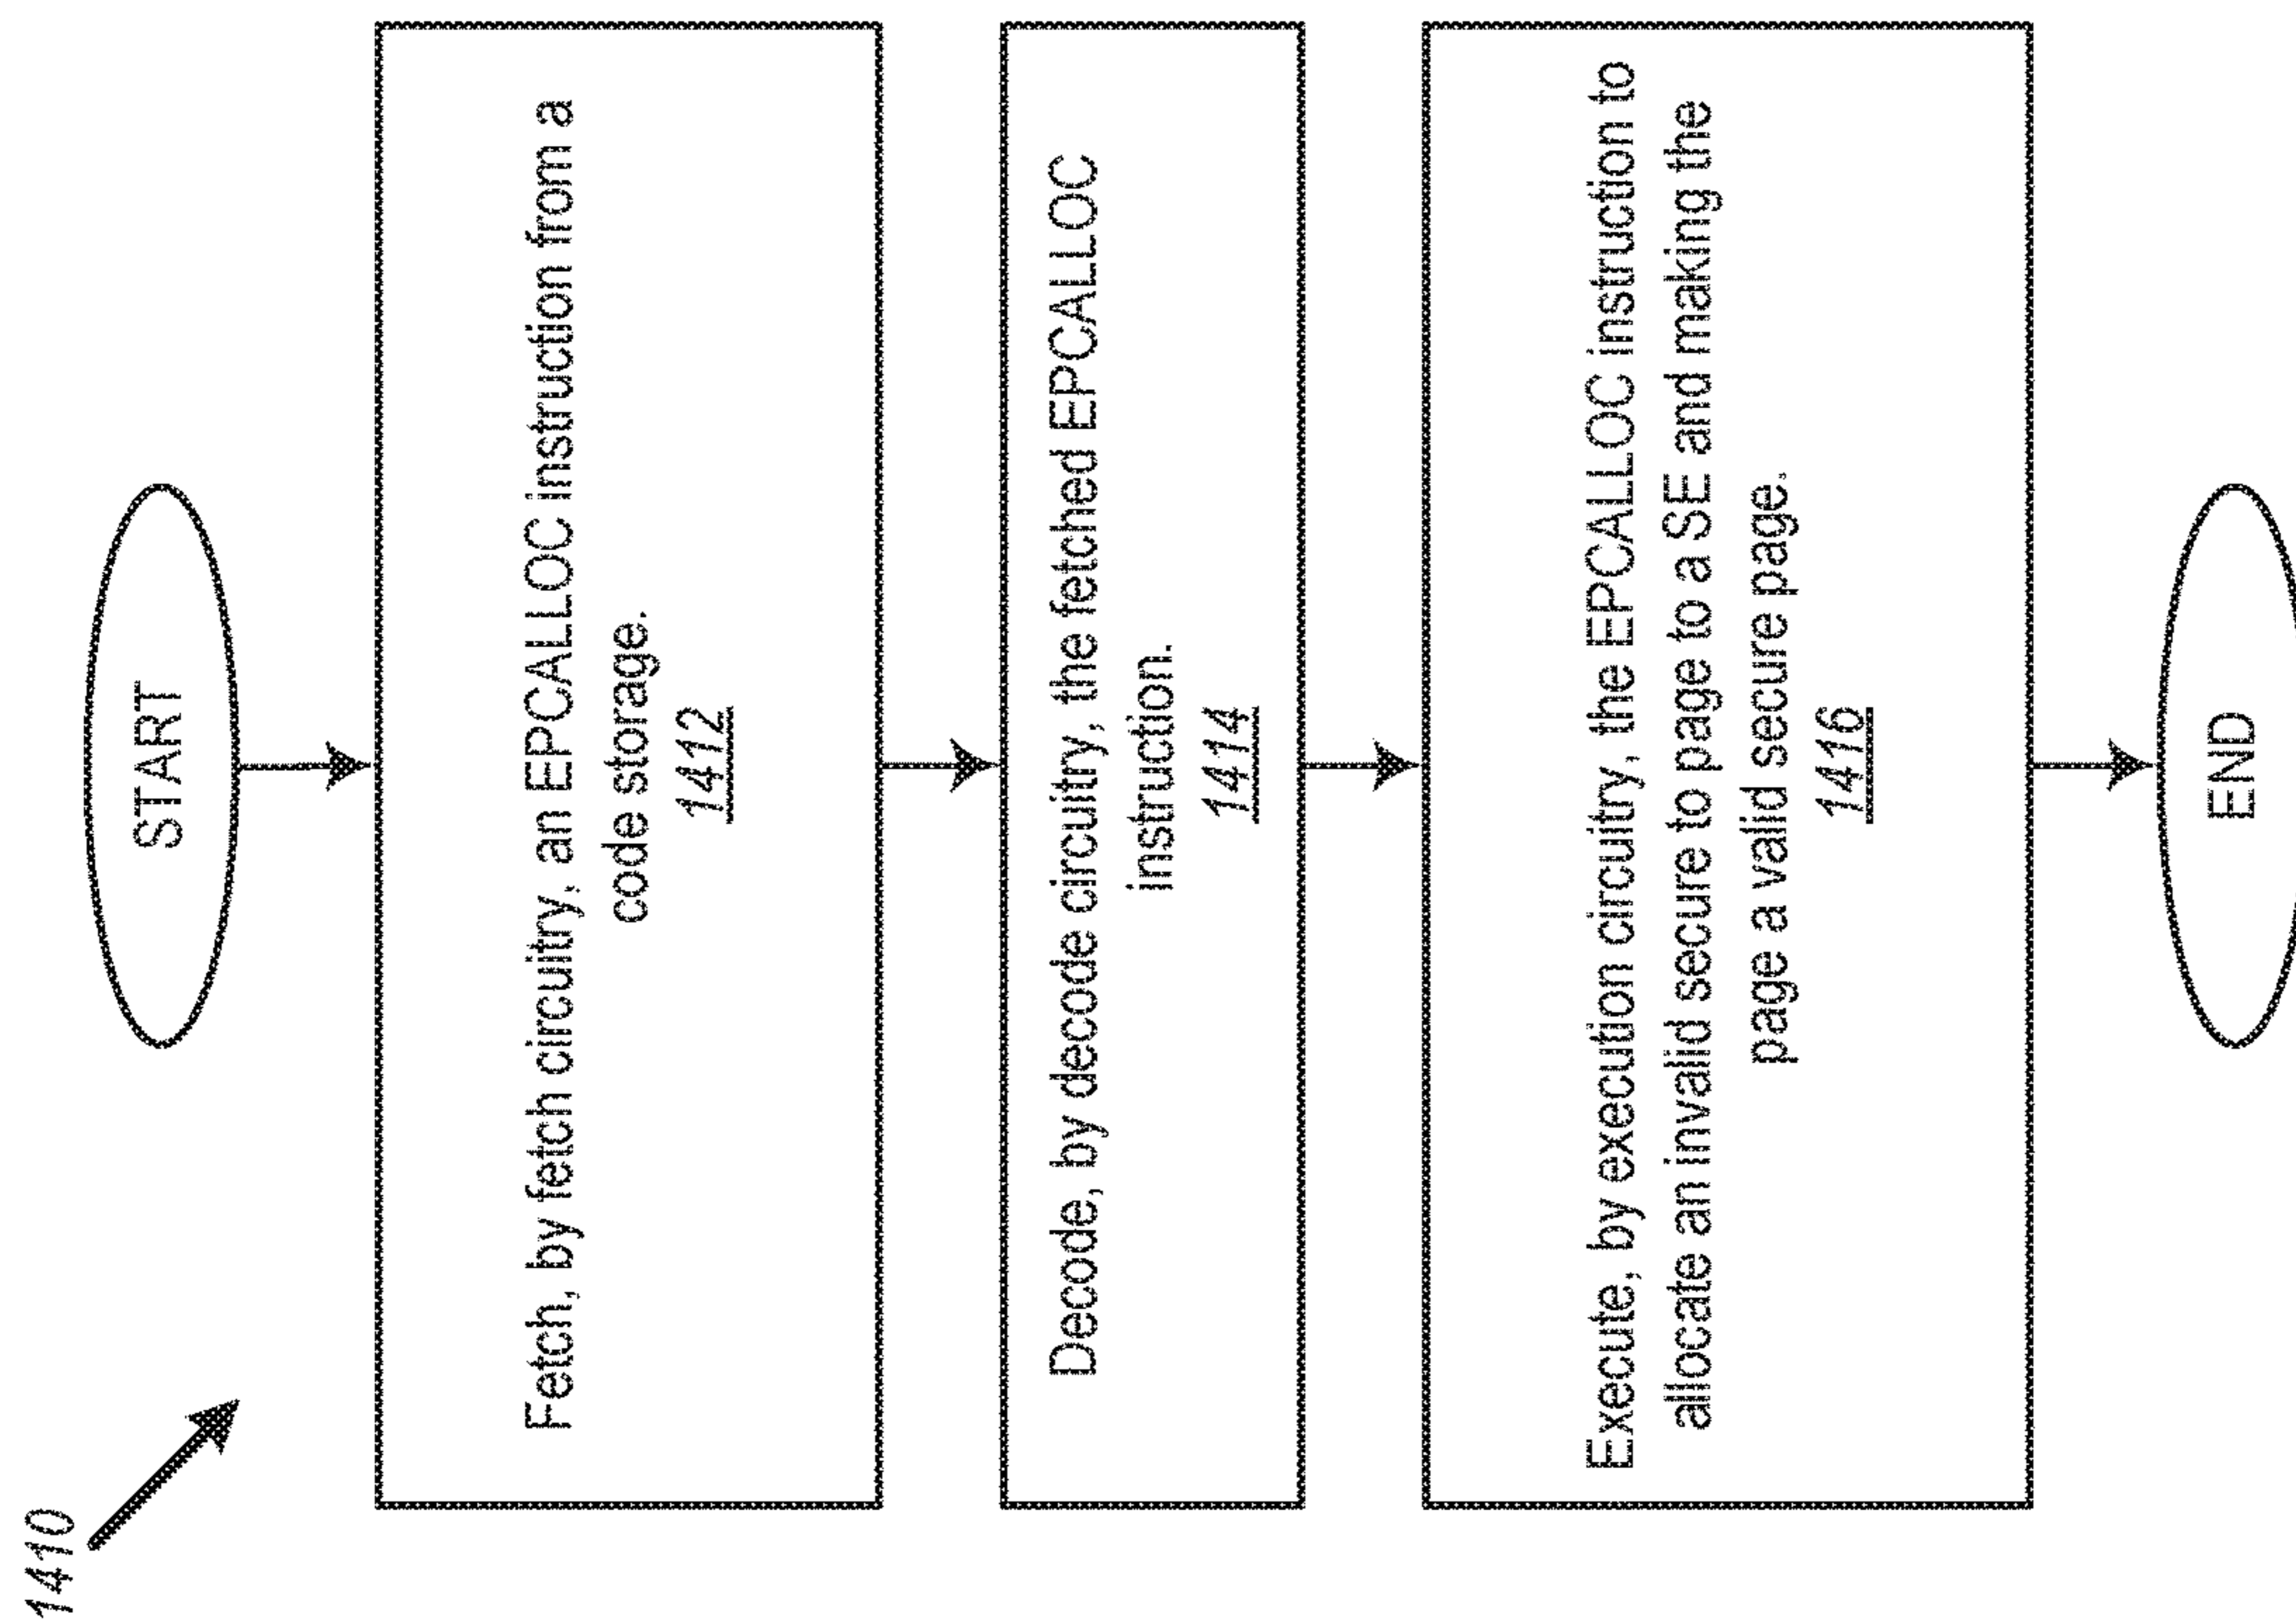 1410
START
Fetch, by fetch circuitry, an EPCALLOC instruction from a
code storage.
1412
Decode, by decode circuitry, the fetched EPCALLOC
instruction.
1414
Execute, by execution circuitry, the EPCALLOC instruction to
allocate an invalid secure to page to a SE and making the
page a valid secure page.
1416
END